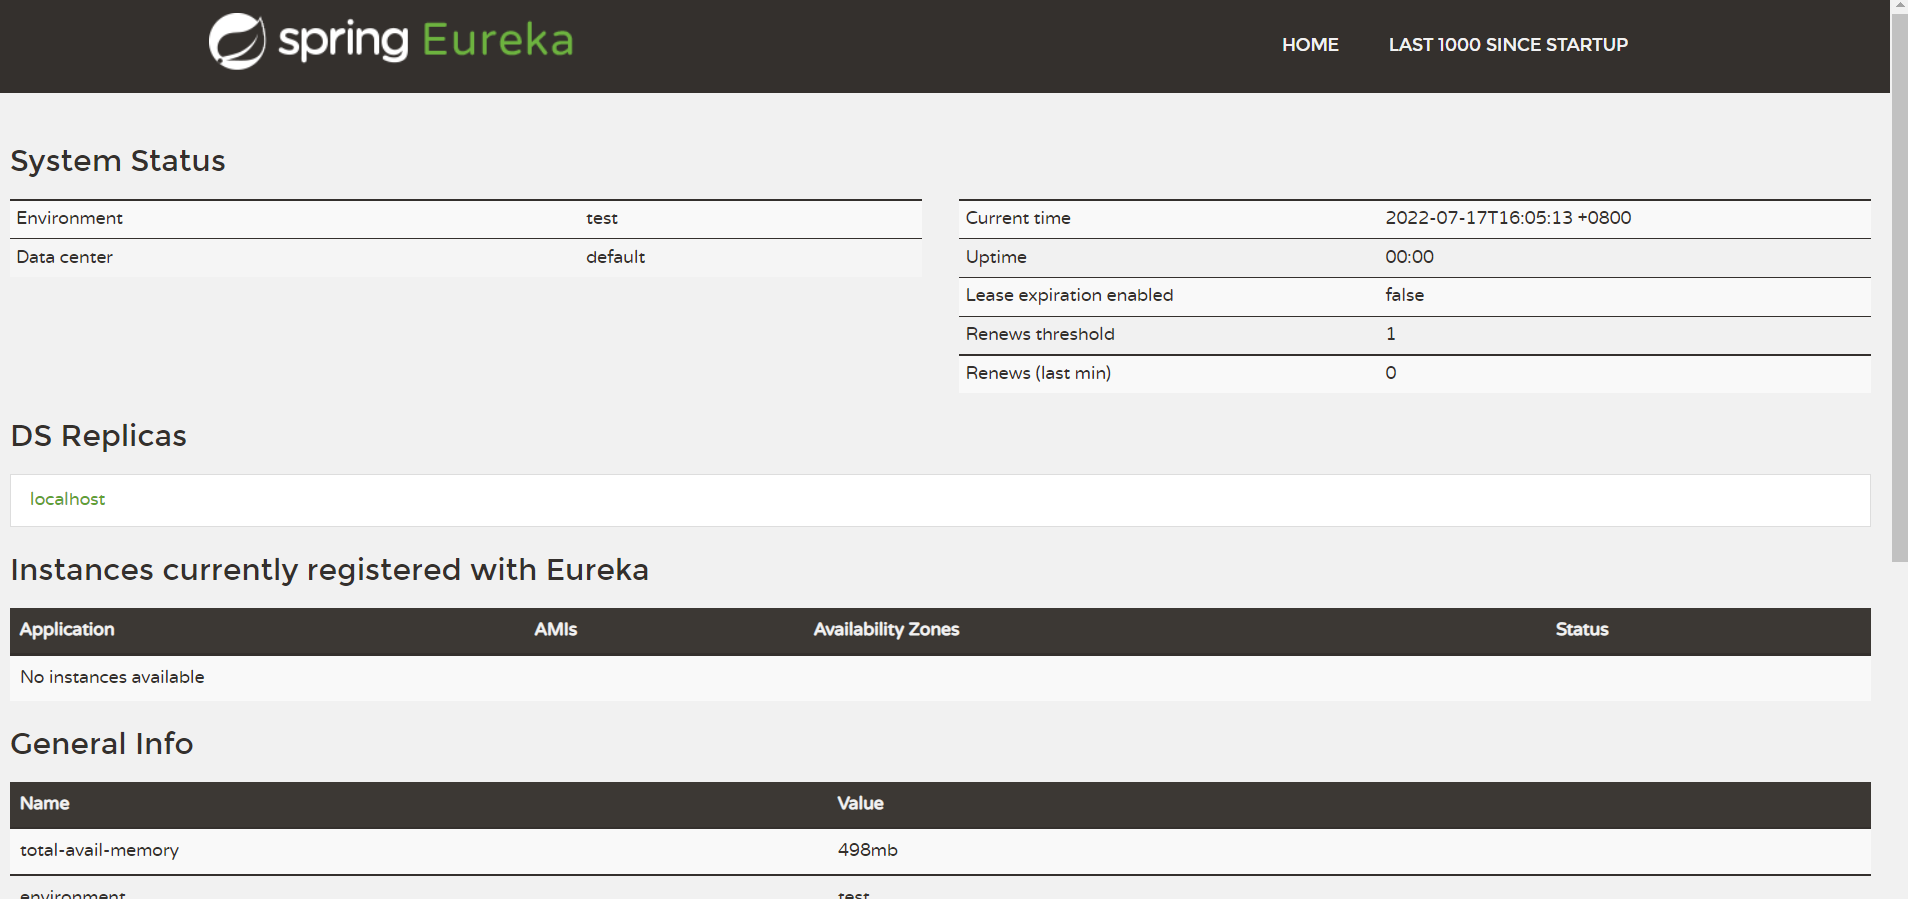 spring Eureka
HOME LAST 1000 SINCE STARTUP
System Status
Environment test
Data center default
Current time 2022-07-17T16:05:13 +0800
Uptime 00:00
Lease expiration enabled false
Renews threshold 1
Renews (last min) 0
DS Replicas
localhost
Instances currently registered with Eureka
Application AMIs Availability Zones Status
No instances available
General Info
Name Value
total-avail-memory 498mb
environment test